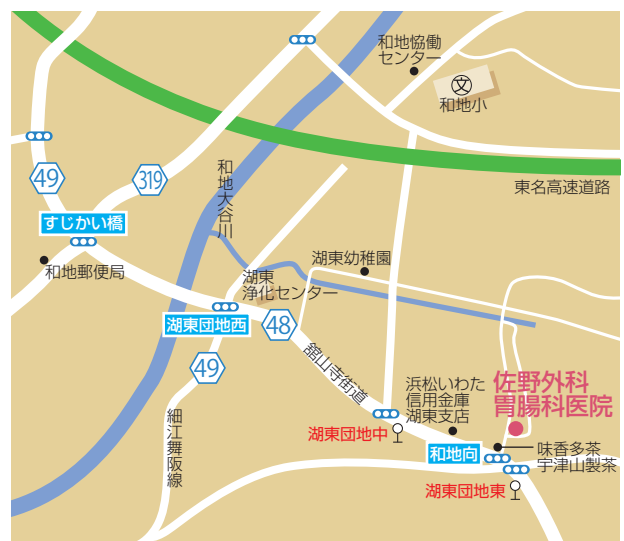 和地協働
センター
文
和地小
東名高速道路
49
319
和地大谷川
すじかい橋
和地郵便局
湖東幼稚園
湖東
浄化センター
湖東団地西
48
49
舘山寺街道
細江舞阪線
浜松いわた
信用金庫
湖東支店
佐野外科
胃腸科医院
湖東団地中
和地向
味香多茶
宇津山製茶
湖東団地東